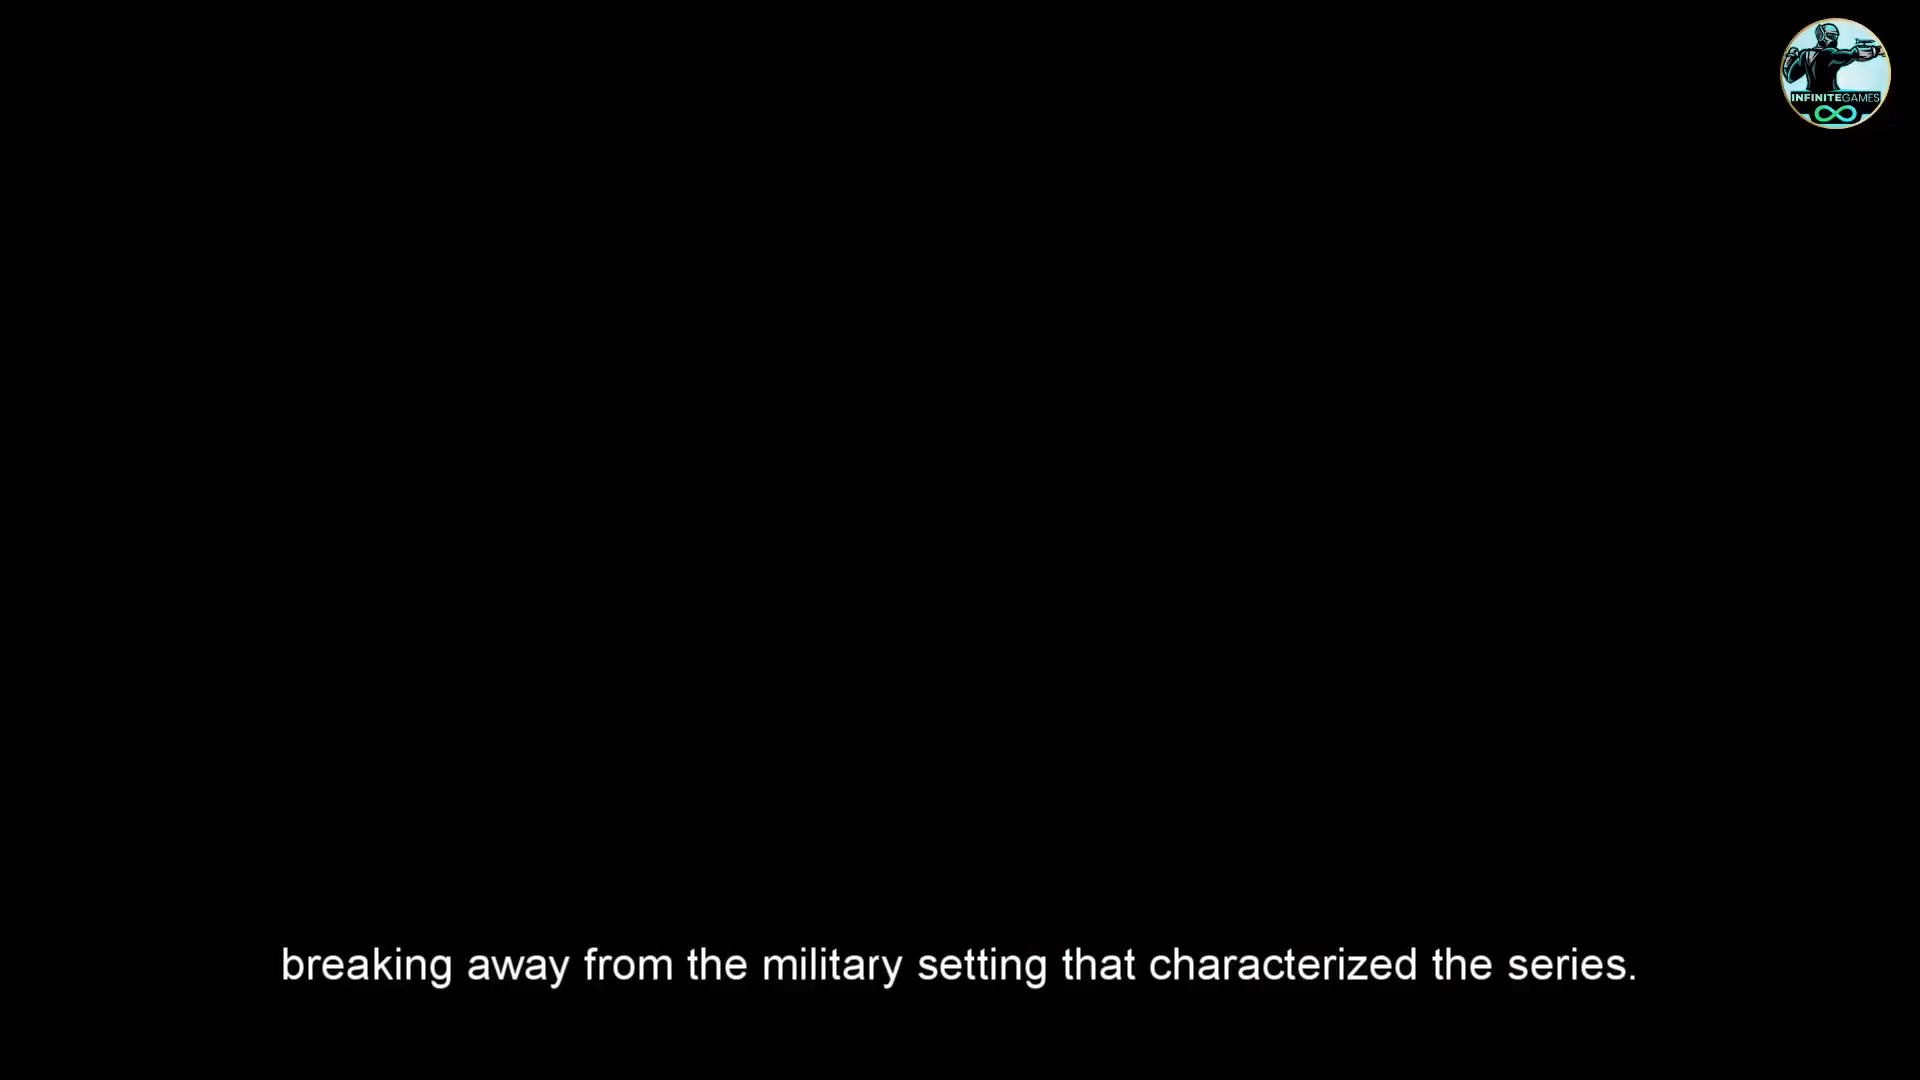 INFINITEGAMES
breaking away from the military setting that characterized the series.